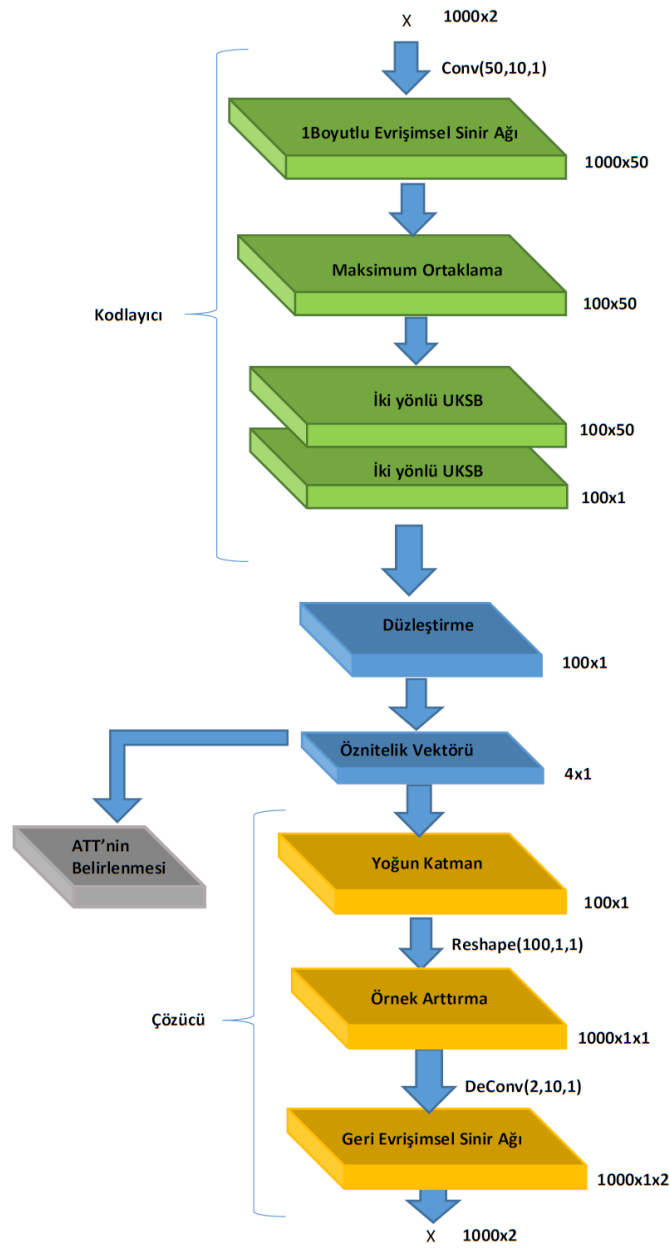 X 1000x2
Conv(50,10,1)
1Boyutlu Evrişimsel Sinir Ağı
1000x50
Maksimum Ortaklama
100x50
Kodlayıcı
İki yönlü UKSB
100x50
İki yönlü UKSB
100x1
Düzleştirme
100x1
Öznitelik Vektörü
4x1
ATT’nin
Belirlenmesi
Yoğun Katman
100x1
Reshape(100,1,1)
Örnek Arttırma
1000x1x1
Çözücü
DeConv(2,10,1)
Geri Evrişimsel Sinir Ağı
1000x1x2
X 1000x2